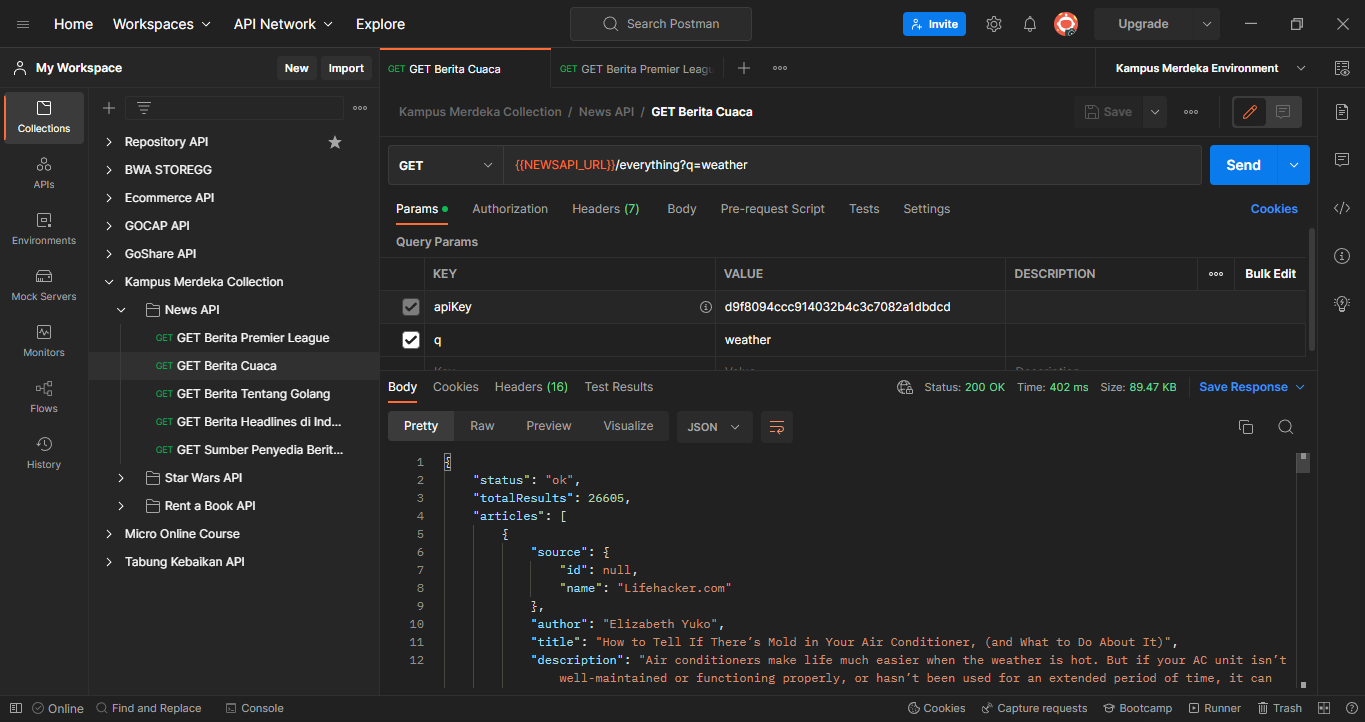 Home Workspaces API Network Explore Search Postman Invite Upgrade
My Workspace New Import
GET GET Berita Cuaca GET GET Berita Premier Leagu Kampus Merdeka Environment
Collections
APIs
Environments
Mock Servers
Monitors
Flows
History
Repository API
BWA STOREGG
Ecommerce API
GOCAP API
GoShare API
Kampus Merdeka Collection
News API
GET GET Berita Premier League
GET GET Berita Cuaca
GET GET Berita Tentang Golang
GET GET Berita Headlines di Ind...
GET GET Sumber Penyedia Berit...
Star Wars API
Rent a Book API
Micro Online Course
Tabung Kebaikan API
Kampus Merdeka Collection / News API / GET Berita Cuaca Save
GET {{NEWSAPI_URL}}/everything?q=weather Send
Params Authorization Headers (7) Body Pre-request Script Tests Settings Cookies
Query Params
KEY VALUE DESCRIPTION Bulk Edit
apiKey d9f8094ccc914032b4c3c7082a1dbdcd
q weather
Key Value Description
Body Cookies Headers (16) Test Results Status: 200 OK Time: 402 ms Size: 89.47 KB Save Response
Pretty Raw Preview Visualize JSON
1 {
2 "status": "ok",
3 "totalResults": 26605,
4 "articles": [
5 {
6 "source": {
7 "id": null,
8 "name": "Lifehacker.com"
9 },
10 "author": "Elizabeth Yuko",
11 "title": "How to Tell If There’s Mold in Your Air Conditioner, (and What to Do About It)",
12 "description": "Air conditioners make life much easier when the weather is hot. But if your AC unit isn’t
well-maintained or functioning properly, or hasn’t been used for an extended period of time, it can
Online Find and Replace Console Cookies Capture requests Bootcamp Runner Trash